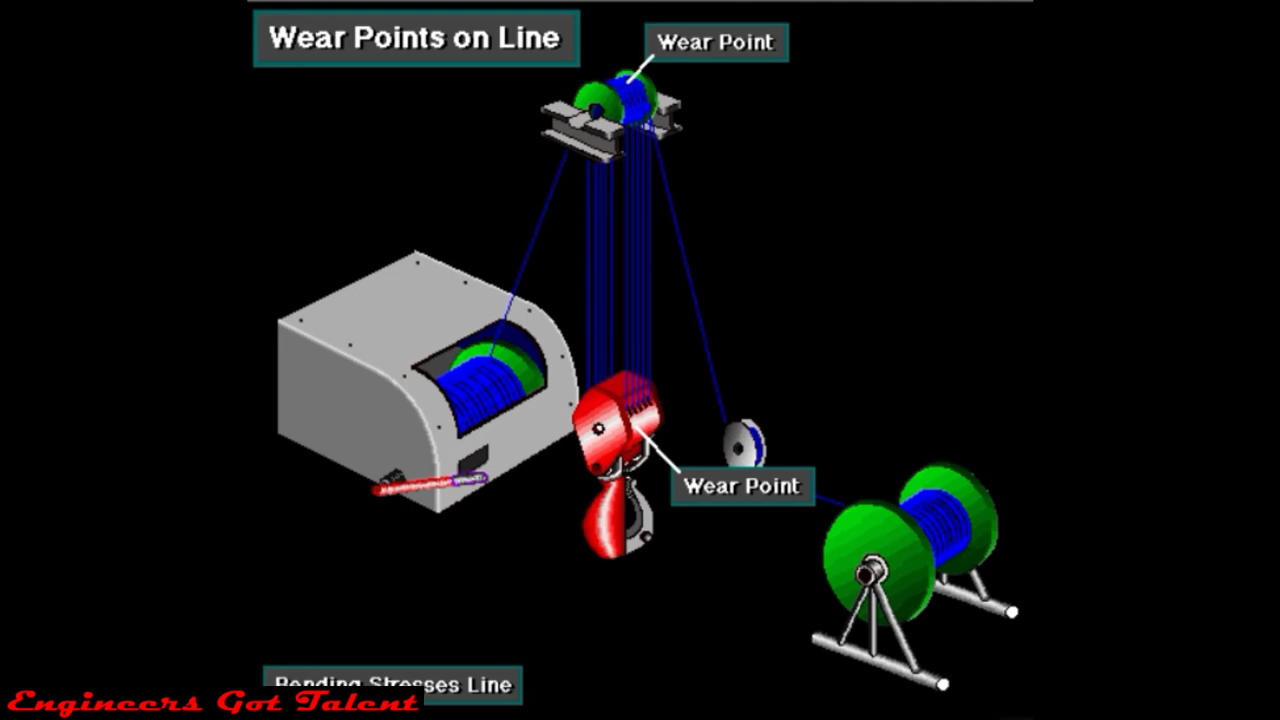 Wear Points on Line
Wear Point
Wear Point
Bending Stresses Line
Engineers Got Talent